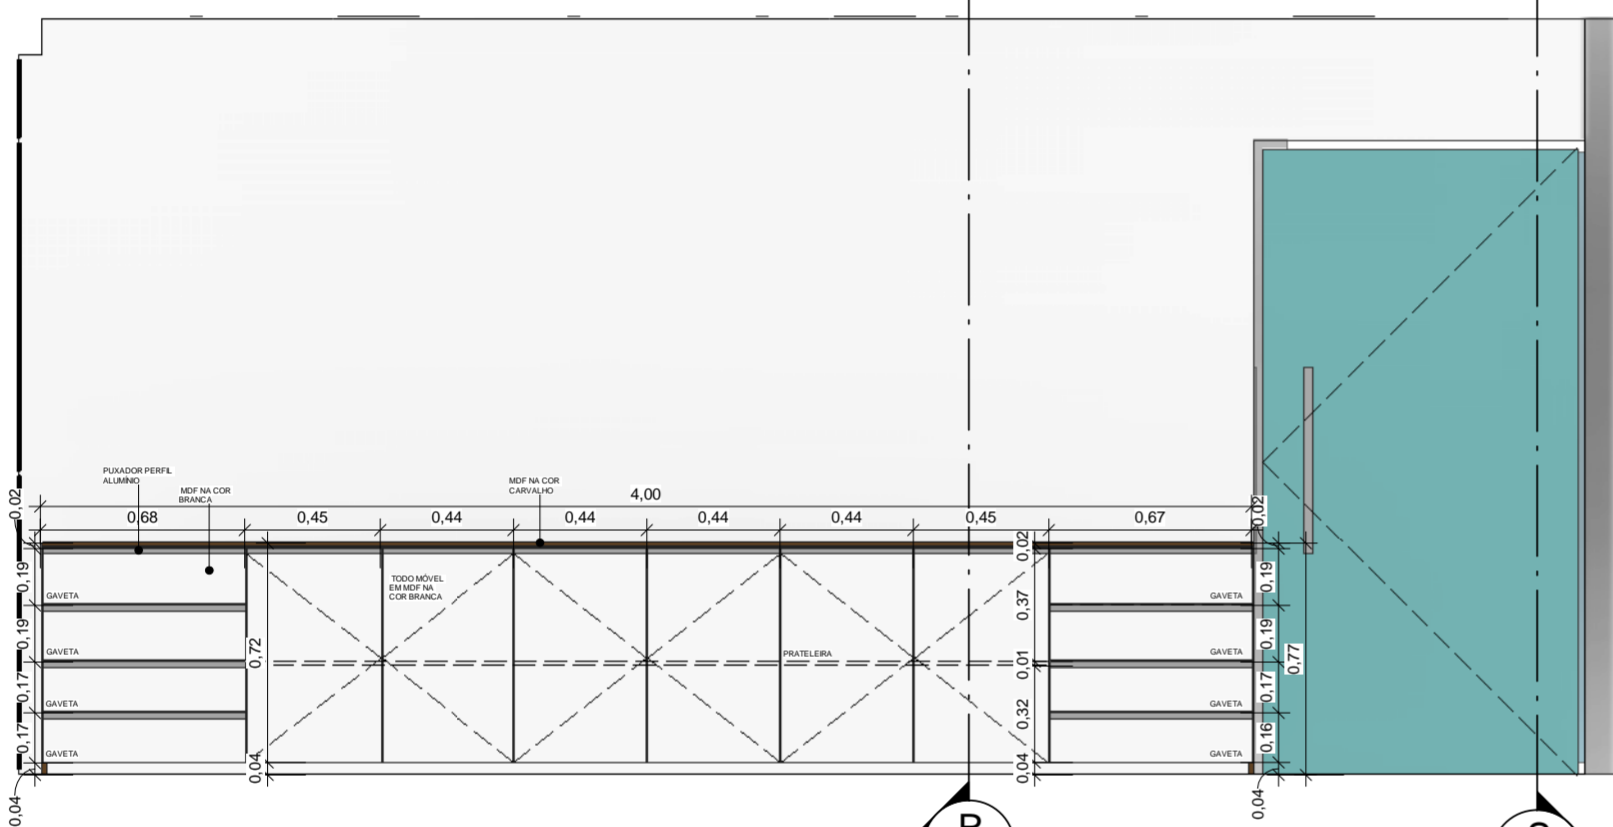 PUXADOR PERFIL
ALUMÍNIO
MDF NA COR
BRANCA
MDF NA COR
CARVALHO
4,00
0,68
0,45
0,44
0,44
0,44
0,44
0,45
0,67
0,02
0,19
0,19
0,17
0,17
0,04
GAVETA
GAVETA
GAVETA
GAVETA
0,72
0,04
TODO MÓVEL
EM MDF NA
COR BRANCA
PRATELEIRA
0,02
0,37
0,01
0,32
0,04
GAVETA
GAVETA
GAVETA
GAVETA
0,02
0,19
0,19
0,17
0,16
0,04
0,77